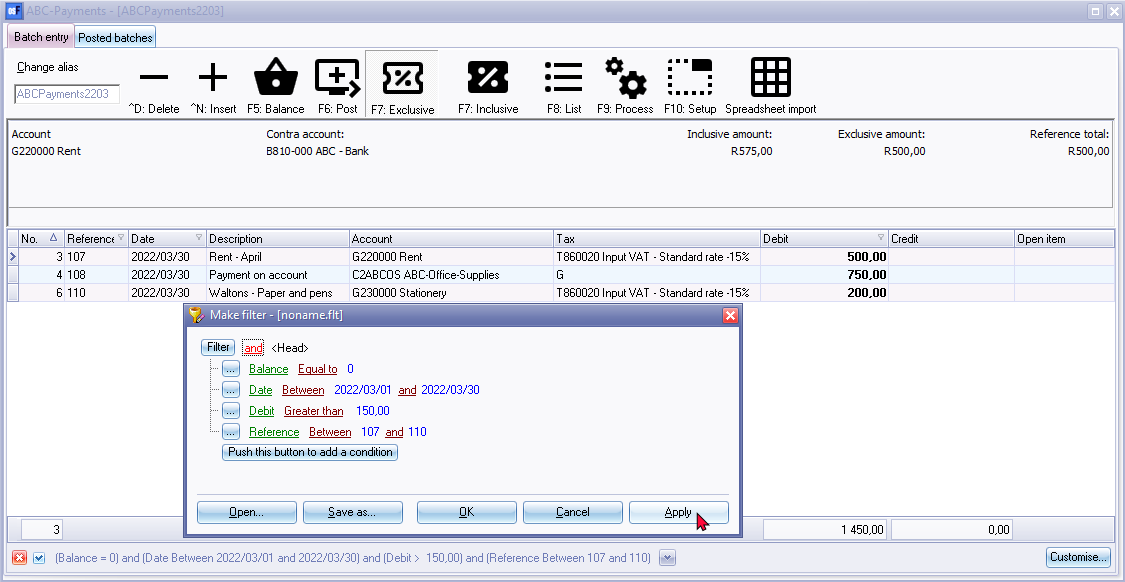 ABC-Payments - [ABCPayments2203]
Batch entry Posted batches
Change alias
ABCPayments2203
^D: Delete ^N: Insert F5: Balance F6: Post F7: Exclusive F7: Inclusive F8: List F9: Process F10: Setup Spreadsheet import
Account Contra account: Inclusive amount: Exclusive amount: Reference total:
G220000 Rent B810-000 ABC - Bank R575,00 R500,00 R500,00
No. Reference Date Description Account Tax Debit Credit Open item
3 107 2022/03/30 Rent - April G220000 Rent T860020 Input VAT - Standard rate -15% 500,00
4 108 2022/03/30 Payment on account C2ABCOS ABC-Office-Supplies G 750,00
6 110 2022/03/30 Waltons - Paper and pens G230000 Stationery T860020 Input VAT - Standard rate -15% 200,00
Make filter - [noname.flt]
Filter and <Head>
... Balance Equal to 0
... Date Between 2022/03/01 and 2022/03/30
... Debit Greater than 150,00
... Reference Between 107 and 110
Push this button to add a condition
Open... Save as... OK Cancel Apply
3 1 450,00 0,00
(Balance = 0) and (Date Between 2022/03/01 and 2022/03/30) and (Debit > 150,00) and (Reference Between 107 and 110) Customise...